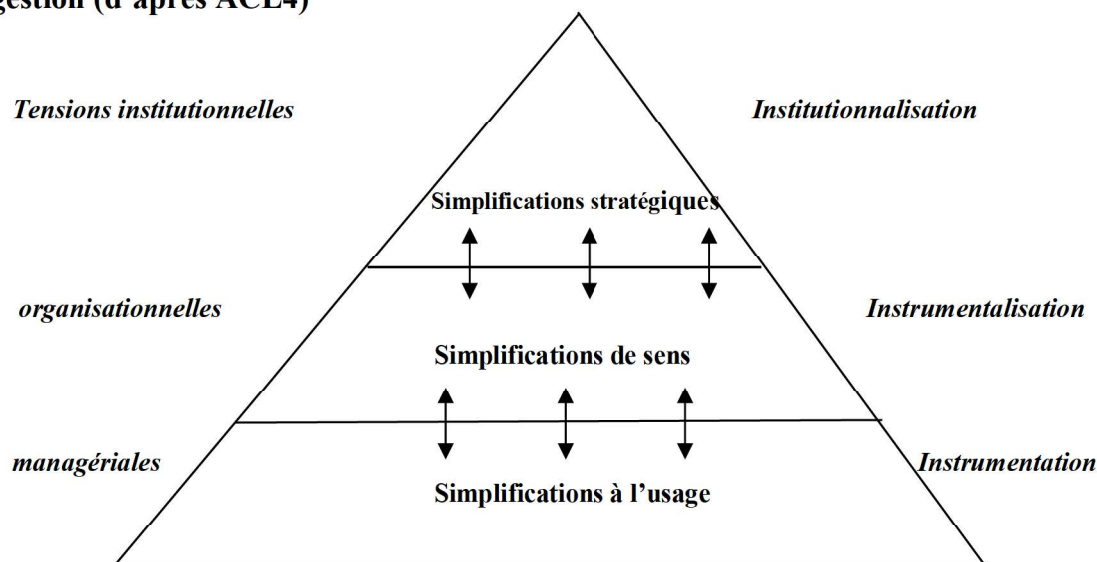 gestion (d'après ACL4)
Tensions institutionnelles
Institutionnalisation
Simplifications stratégiques
organisationnelles
Instrumentalisation
Simplifications de sens
managériales
Instrumentation
Simplifications à l’usage